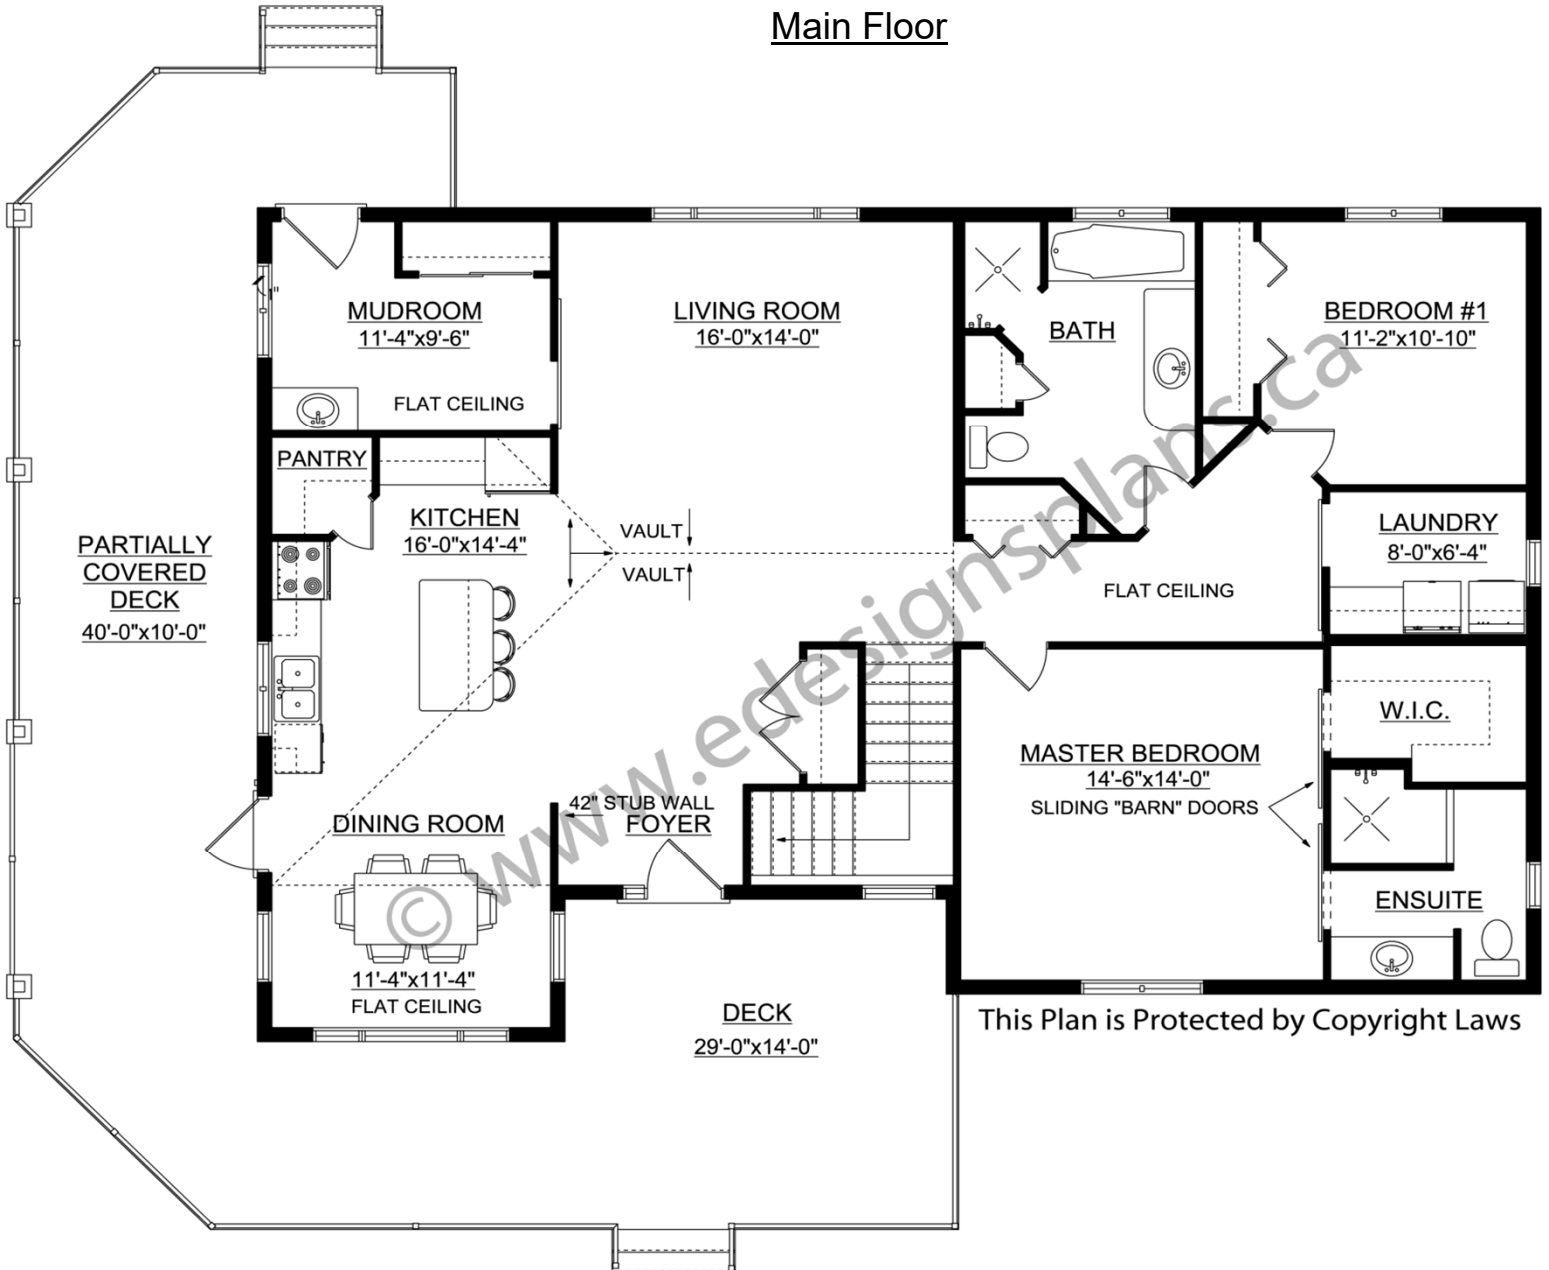 Main Floor
MUDROOM
11'-4"x9'-6"
FLAT CEILING
LIVING ROOM
16'-0"x14'-0"
BATH
BEDROOM #1
11'-2"x10'-10"
PANTRY
KITCHEN
16'-0"x14'-4"
VAULT
VAULT
LAUNDRY
8'-0"x6'-4"
FLAT CEILING
PARTIALLY
COVERED
DECK
40'-0"x10'-0"
W.I.C.
MASTER BEDROOM
14'-6"x14'-0"
SLIDING "BARN" DOORS
42" STUB WALL
FOYER
DINING ROOM
11'-4"x11'-4"
FLAT CEILING
ENSUITE
DECK
29'-0"x14'-0"
This Plan is Protected by Copyright Laws
© www.edesignsplans.ca